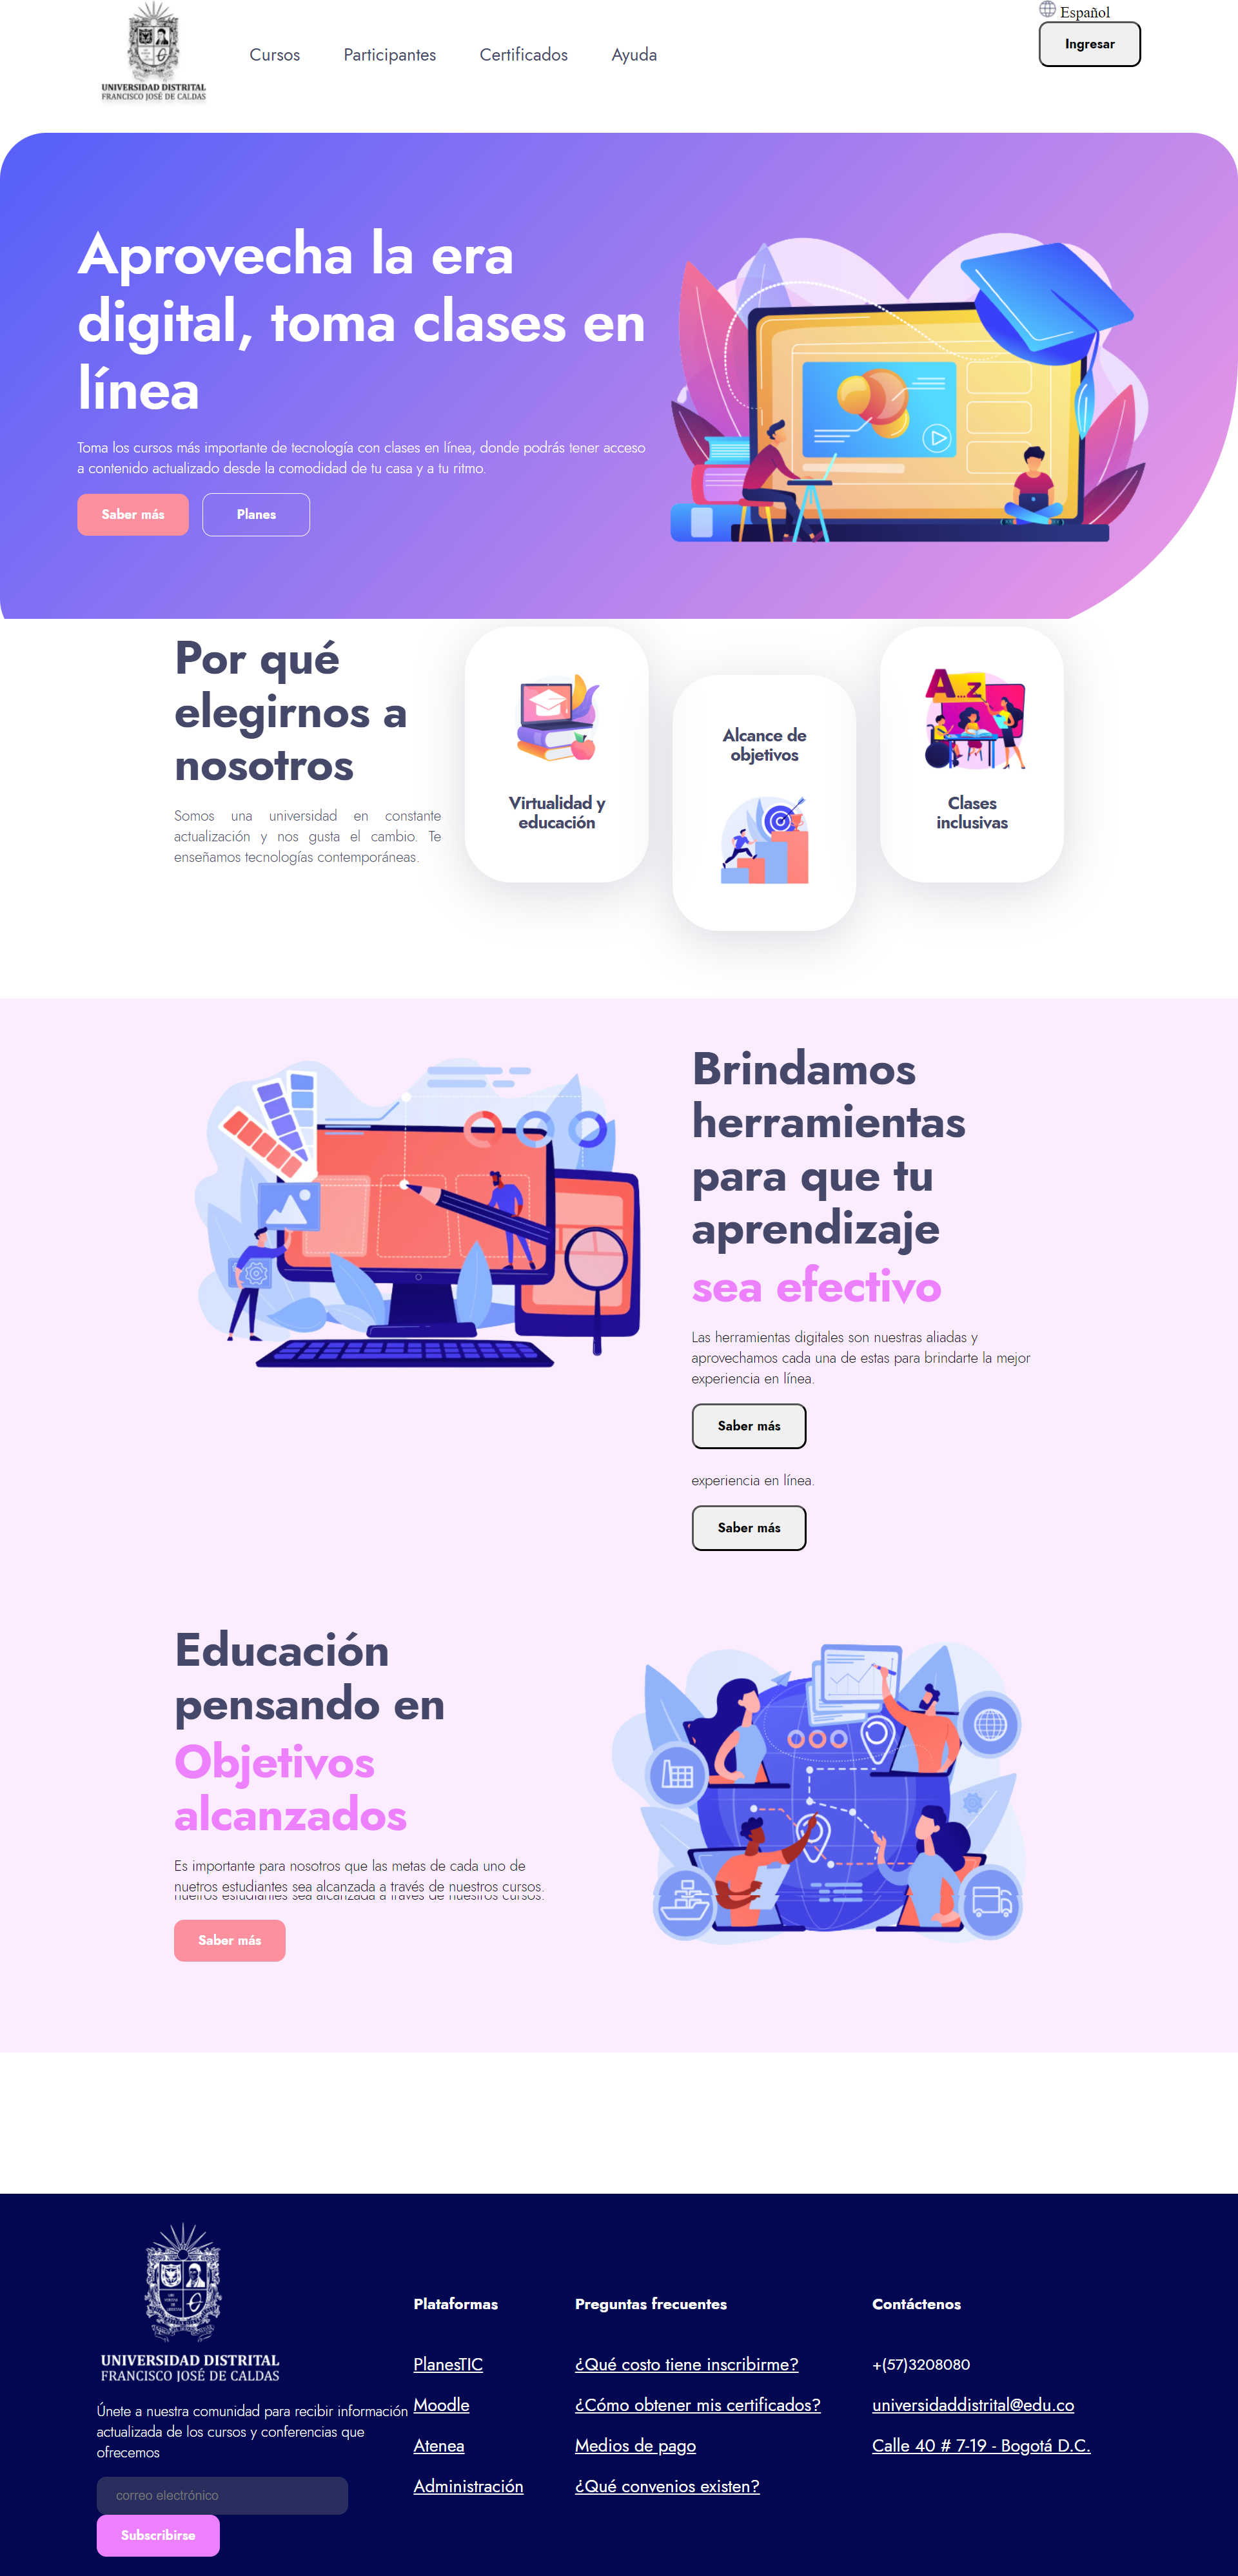 UNIVERSIDAD DISTRITAL
FRANCISCO JOSÉ DE CALDAS
Cursos
Participantes
Certificados
Ayuda
Español
Ingresar
Aprovecha la era
digital, toma clases en
línea
Toma los cursos más importante de tecnología con clases en línea, donde podrás tener acceso
a contenido actualizado desde la comodidad de tu casa y a tu ritmo.
Saber más
Planes
Por qué
elegirnos a
nosotros
Somos una universidad en constante
actualización y nos gusta el cambio. Te
enseñamos tecnologías contemporáneas.
Virtualidad y
educación
Alcance de
objetivos
A...Z
Clases
inclusivas
Brindamos
herramientas
para que tu
aprendizaje
sea efectivo
Las herramientas digitales son nuestras aliadas y
aprovechamos cada una de estas para brindarte la mejor
experiencia en línea.
Saber más
experiencia en línea.
Saber más
Educación
pensando en
Objetivos
alcanzados
Es importante para nosotros que las metas de cada uno de
nuetros estudiantes sea alcanzada a través de nuestros cursos.
nuetros estudiantes sea alcanzada a través de nuestros cursos.
Saber más
UNIVERSIDAD DISTRITAL
FRANCISCO JOSÉ DE CALDAS
Únete a nuestra comunidad para recibir información
actualizada de los cursos y conferencias que
ofrecemos
correo electrónico
Subscribirse
Plataformas
PlanesTIC
Moodle
Atenea
Administración
Preguntas frecuentes
¿Qué costo tiene inscribirme?
¿Cómo obtener mis certificados?
Medios de pago
¿Qué convenios existen?
Contáctenos
+(57)3208080
universidaddistrital@edu.co
Calle 40 # 7-19 - Bogotá D.C.